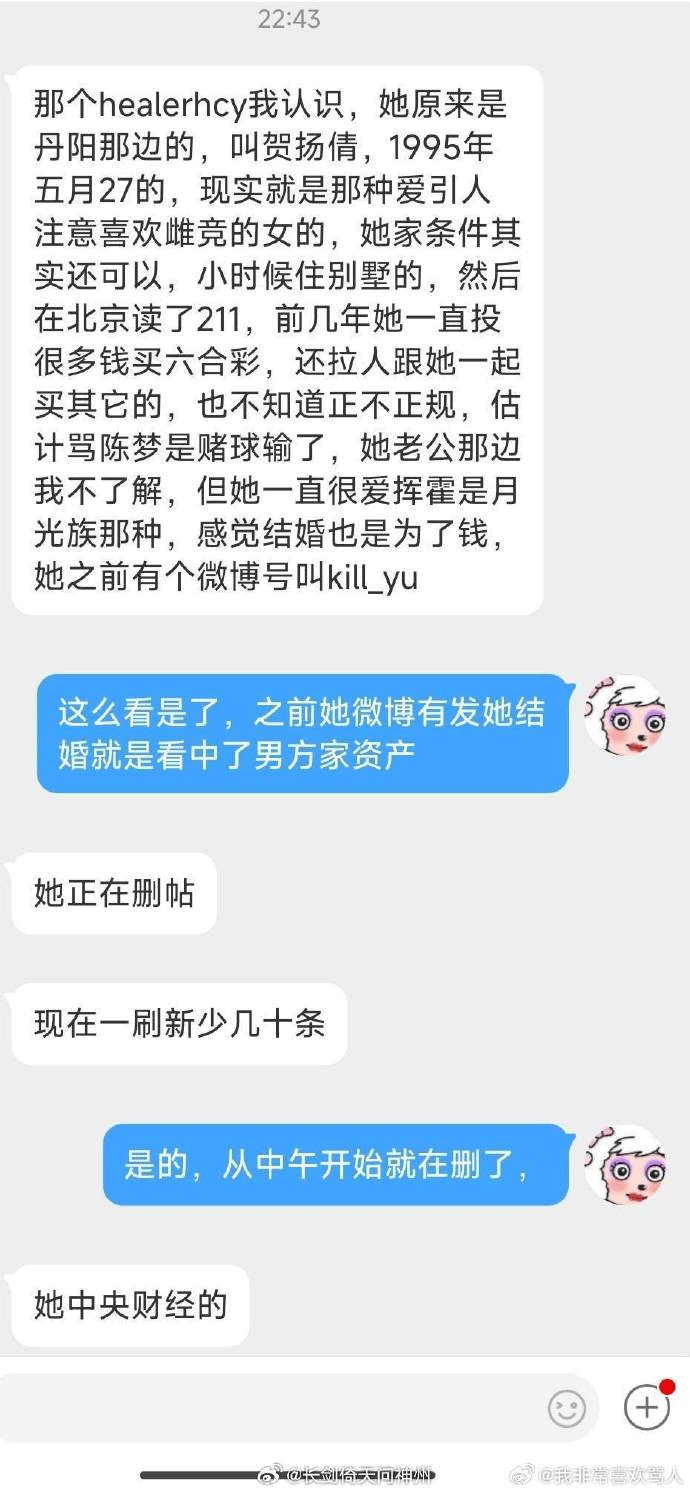 22:43
那个healerhcy我认识，她原来是
丹阳那边的，叫贺扬倩，1995年
五月27的，现实就是那种爱引人
注意喜欢雌竞的女的，她家条件其
实还可以，小时候住别墅的，然后
在北京读了211，前几年她一直投
很多钱买六合彩，还拉人跟她一起
买其它的，也不知道正不正规，估
计骂陈梦是赌球输了，她老公那边
我不了解，但她一直很爱挥霍是月
光族那种，感觉结婚也是为了钱，
她之前有个微博号叫kill_yu
这么看是了，之前她微博有发她结
婚就是看中了男方家资产
她正在删帖
现在一刷新少几十条
是的，从中午开始就在删了，
她中央财经的
@长剑倚天问神州
@我非常喜欢骂人